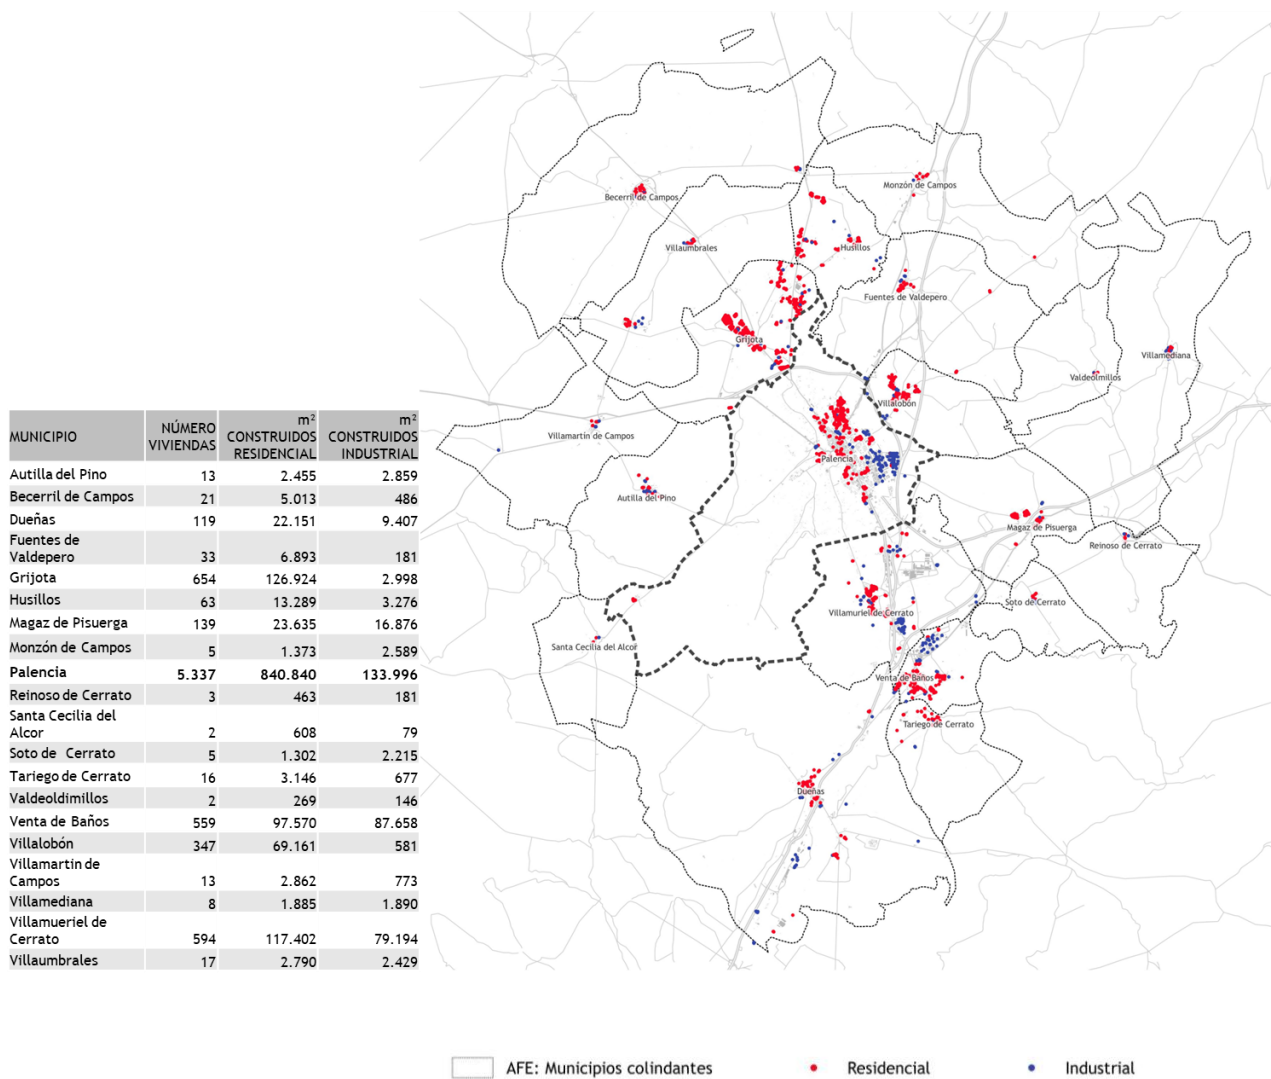 MUNICIPIO
NÚMERO
VIVIENDAS
m²
CONSTRUIDOS
RESIDENCIAL
m²
CONSTRUIDOS
INDUSTRIAL
Autilla del Pino 13 2.455 2.859
Becerril de Campos 21 5.013 486
Dueñas 119 22.151 9.407
Fuentes de
Valdepero 33 6.893 181
Grijota 654 126.924 2.998
Husillos 63 13.289 3.276
Magaz de Pisuerga 139 23.635 16.876
Monzón de Campos 5 1.373 2.589
Palencia 5.337 840.840 133.996
Reinoso de Cerrato 3 463 181
Santa Cecilia del
Alcor 2 608 79
Soto de Cerrato 5 1.302 2.215
Tariego de Cerrato 16 3.146 677
Valdeoldimillos 2 269 146
Venta de Baños 559 97.570 87.658
Villalobón 347 69.161 581
Villamartin de
Campos 13 2.862 773
Villamediana 8 1.885 1.890
Villamueriel de
Cerrato 594 117.402 79.194
Villaumbrales 17 2.790 2.429
Monzón de Campos
Becerril de Campos
Villaumbrales
Husillos
Fuentes de Valdepero
Grijota
Villamediana
Valdeolmillos
Villalobón
Villamartín de Campos
Palencia
Autilla del Pino
Magaz de Pisuerga
Reinoso de Cerrato
Soto de Cerrato
Villamuriel de Cerrato
Santa Cecilia del Alcor
Venta de Baños
Tariego de Cerrato
Dueñas
AFE: Municipios colindantes
Residencial
Industrial